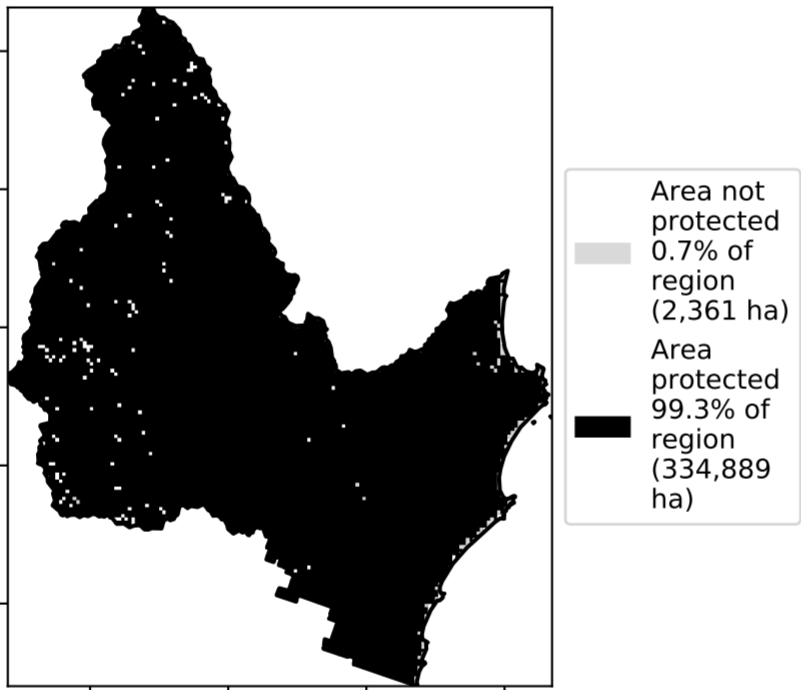 Area not
protected
0.7% of
region
(2,361 ha)
Area
protected
99.3% of
region
(334,889
ha)